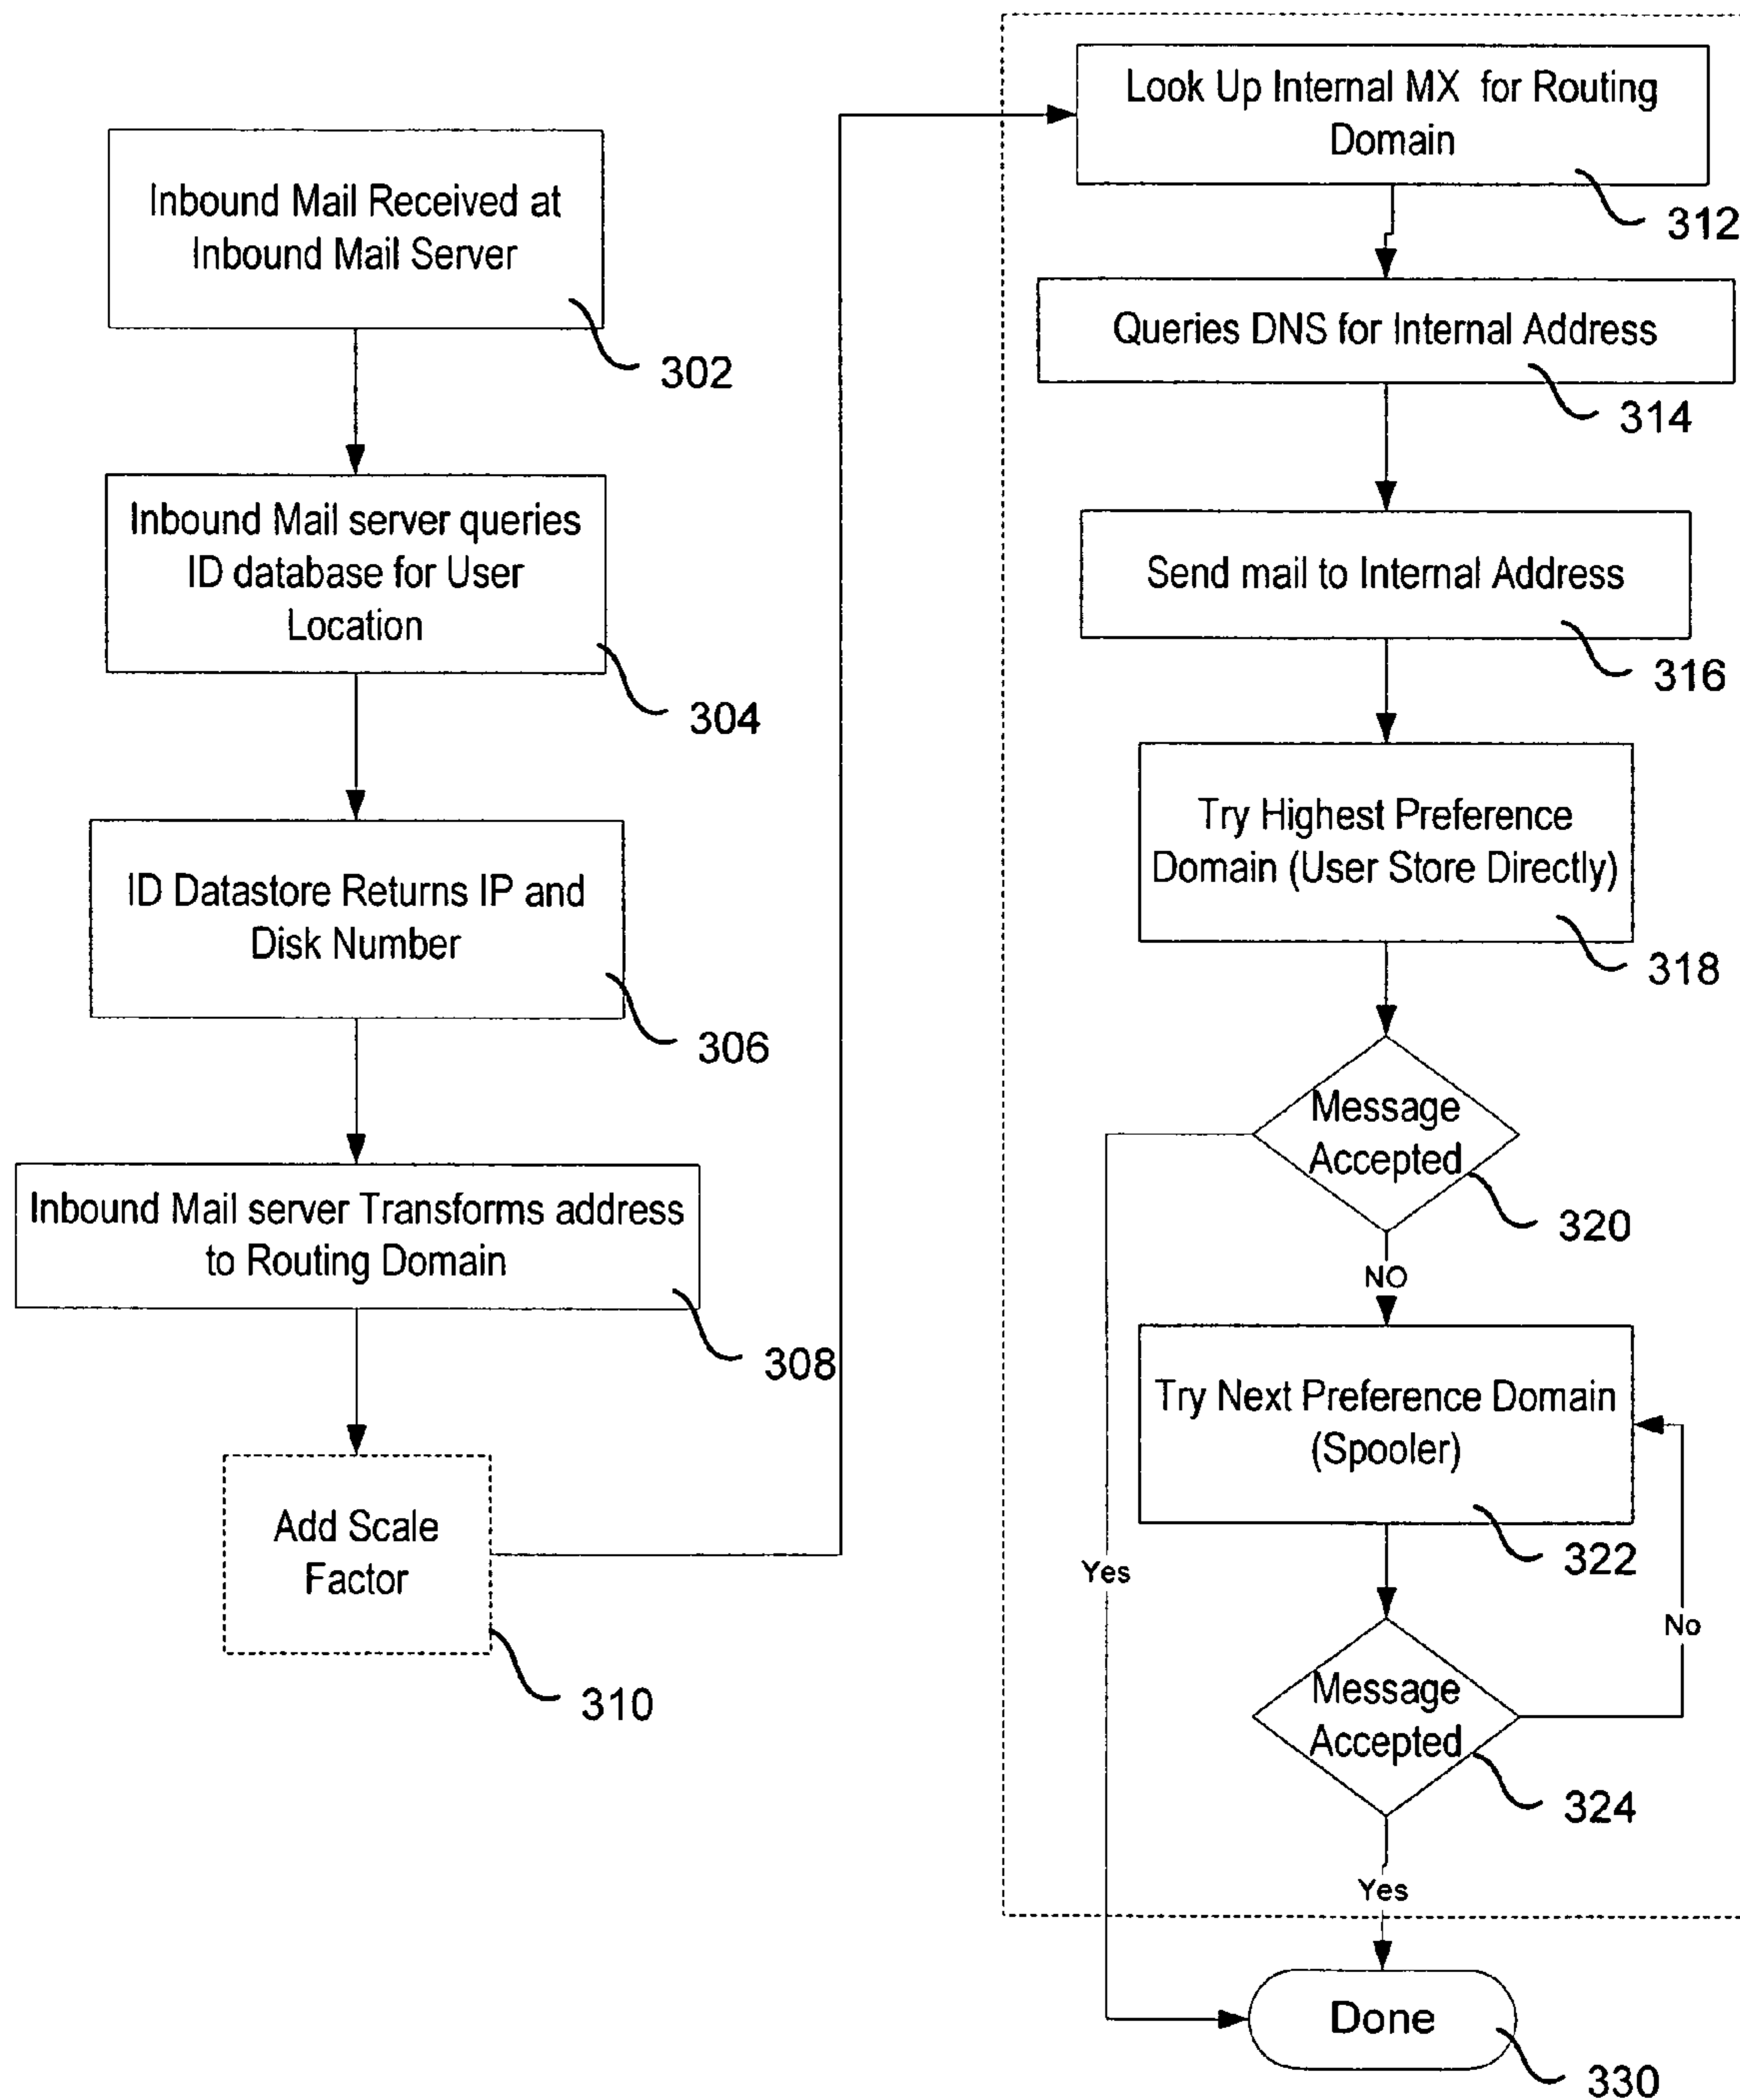 Inbound Mail Received at
Inbound Mail Server
302
Inbound Mail server queries
ID database for User
Location
304
ID Datastore Returns IP and
Disk Number
306
Inbound Mail server Transforms address
to Routing Domain
308
Add Scale
Factor
310
Look Up Internal MX for Routing
Domain
312
Queries DNS for Internal Address
314
Send mail to Internal Address
316
Try Highest Preference
Domain (User Store Directly)
318
Message
Accepted
320
NO
Try Next Preference Domain
(Spooler)
322
Yes
No
Message
Accepted
324
Yes
Done
330